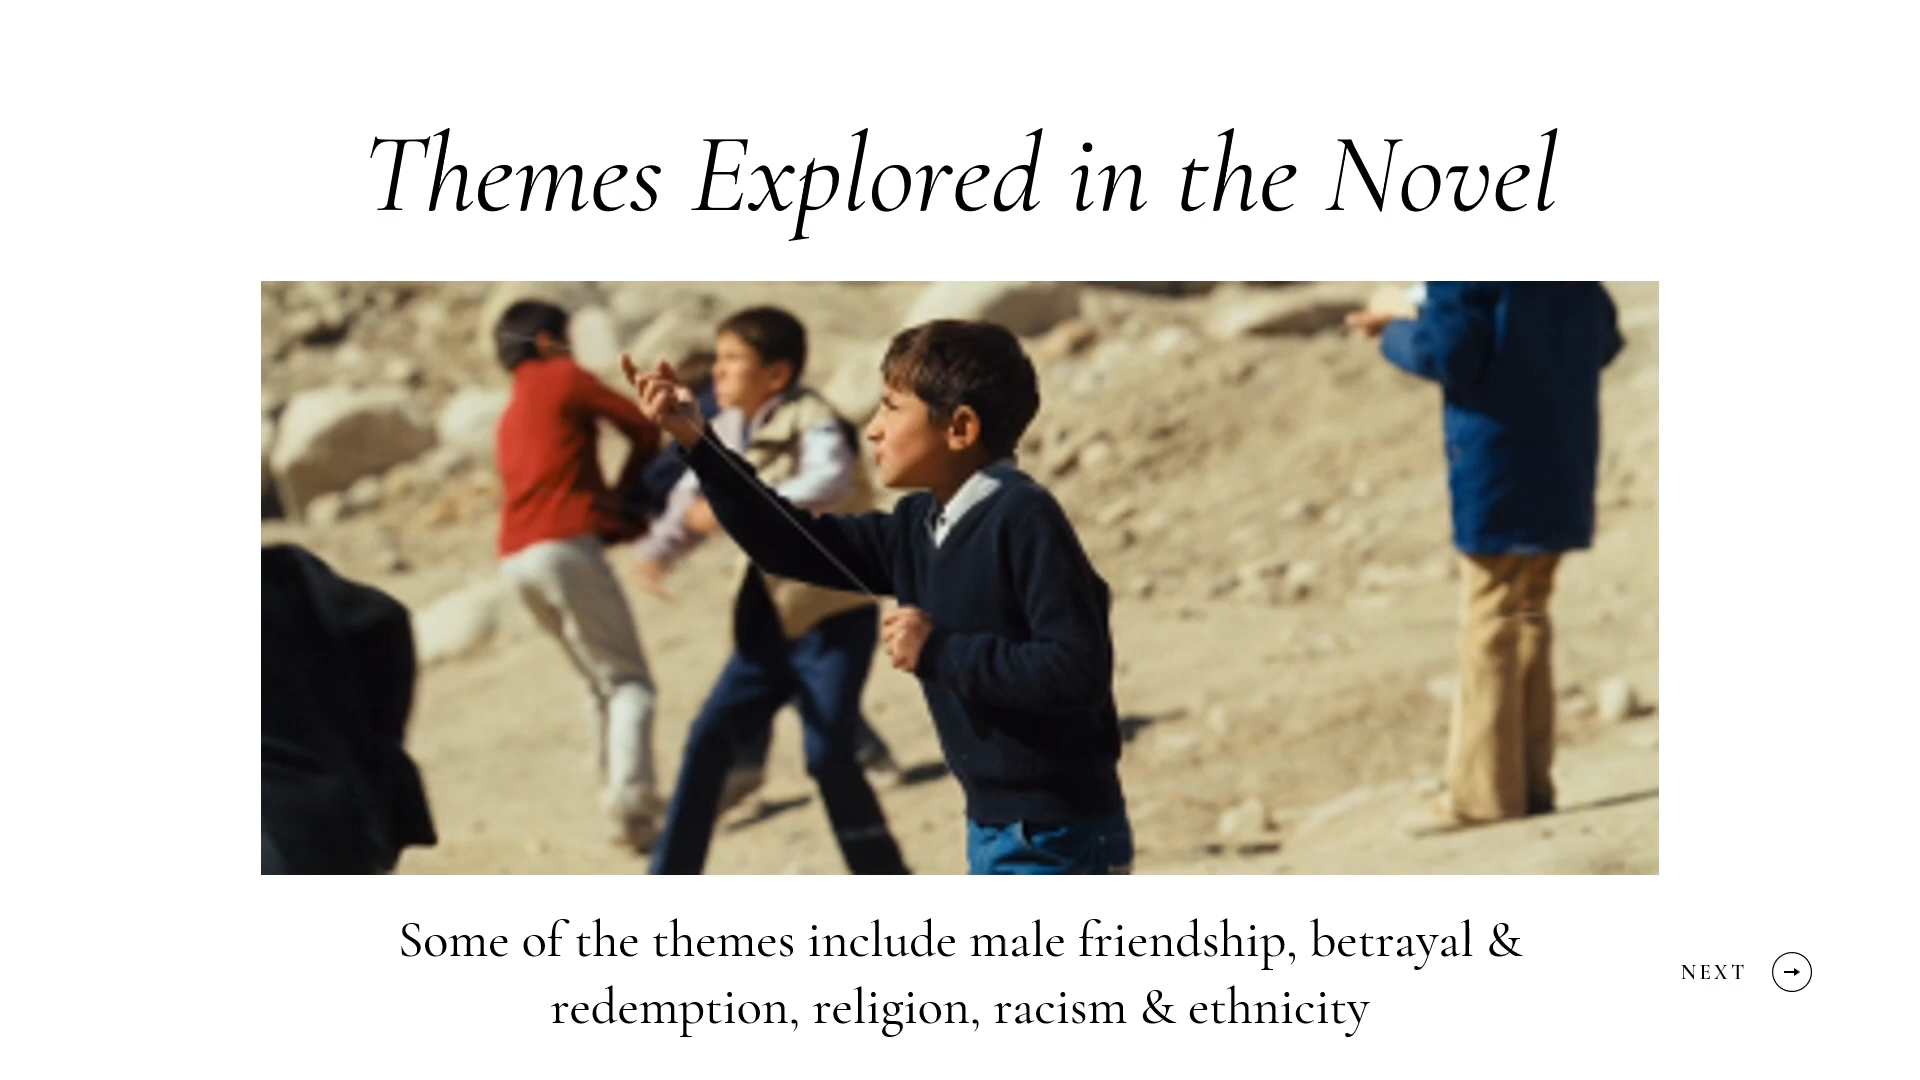 Themes Explored in the Novel
Some of the themes include male friendship, betrayal &
redemption, religion, racism & ethnicity
NEXT